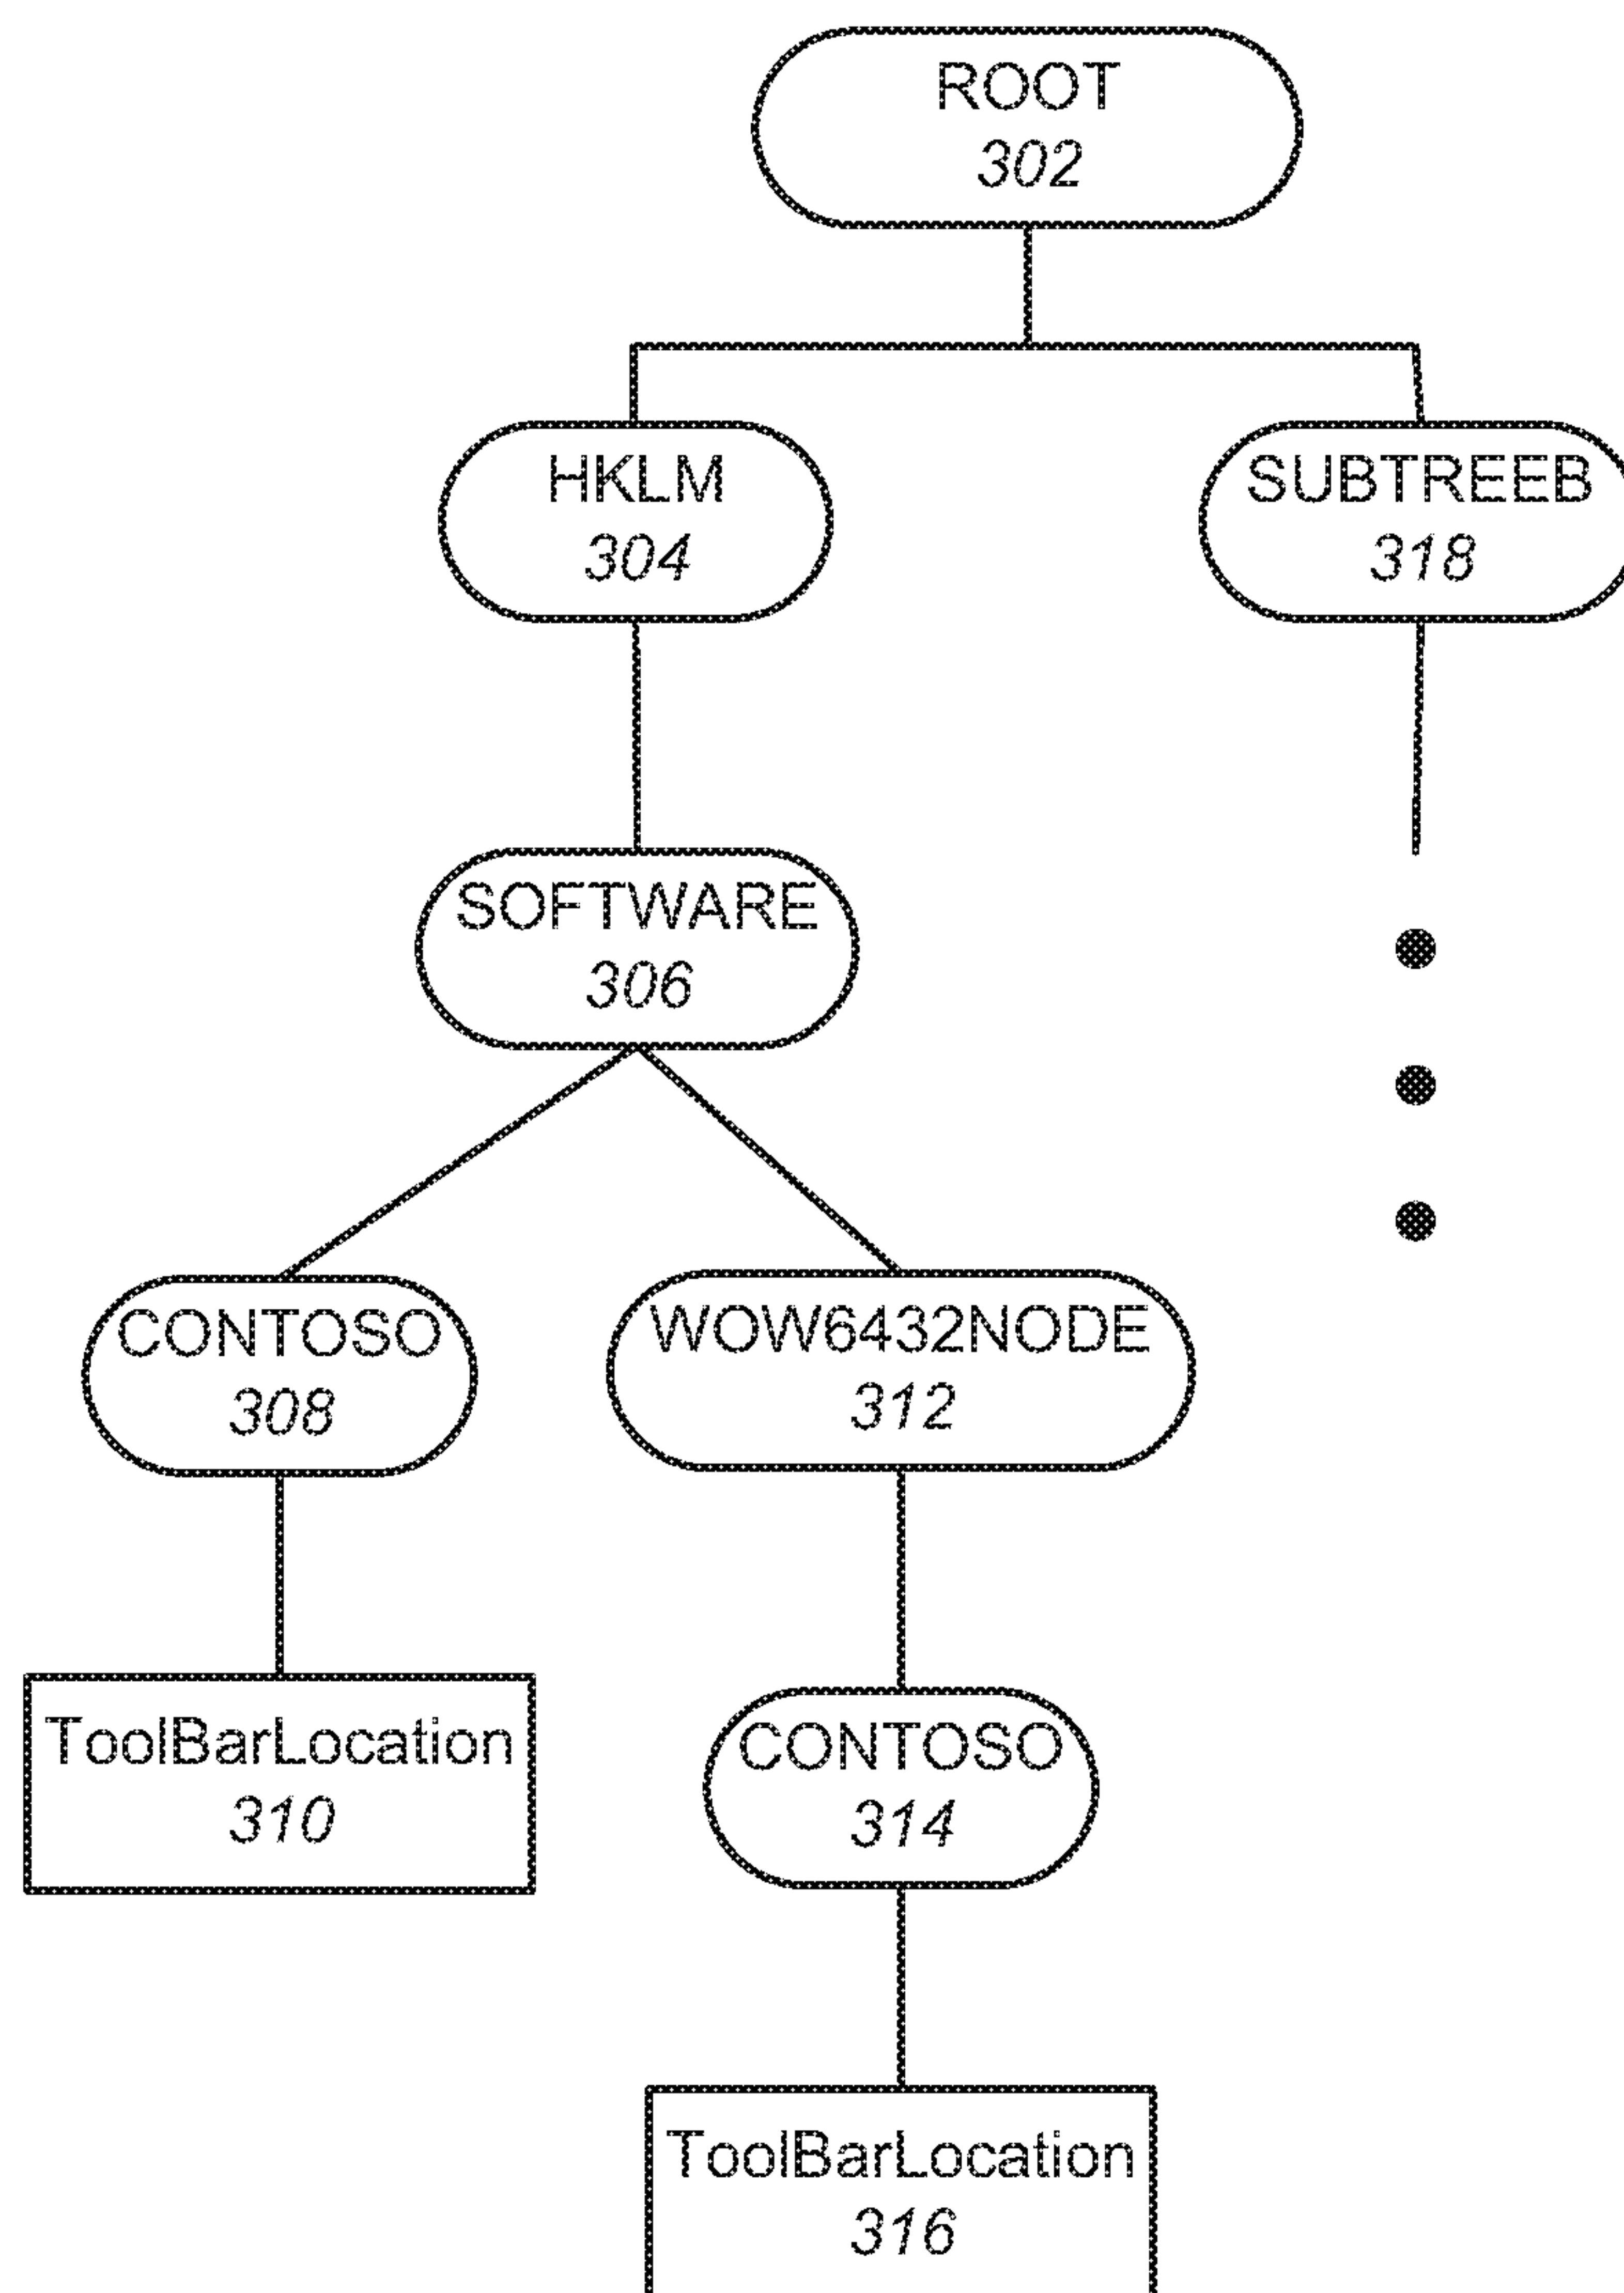 ROOT
302
HKLM
304
SUBTREEB
318
SOFTWARE
306
CONTOSO
308
WOW6432NODE
312
ToolBarLocation
310
CONTOSO
314
ToolBarLocation
316